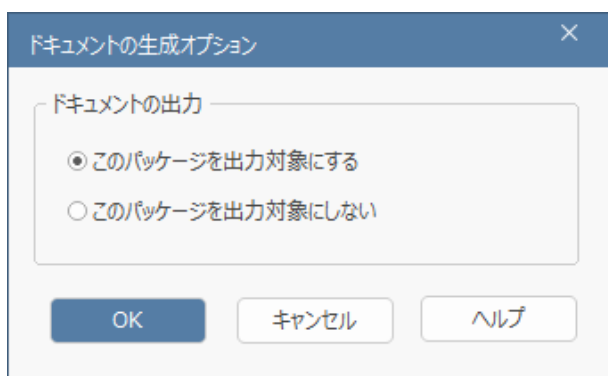 ドキュメントの生成オプション
ドキュメントの出力
このパッケージを出力対象にする
このパッケージを出力対象にしない
OK
キャンセル
ヘルプ